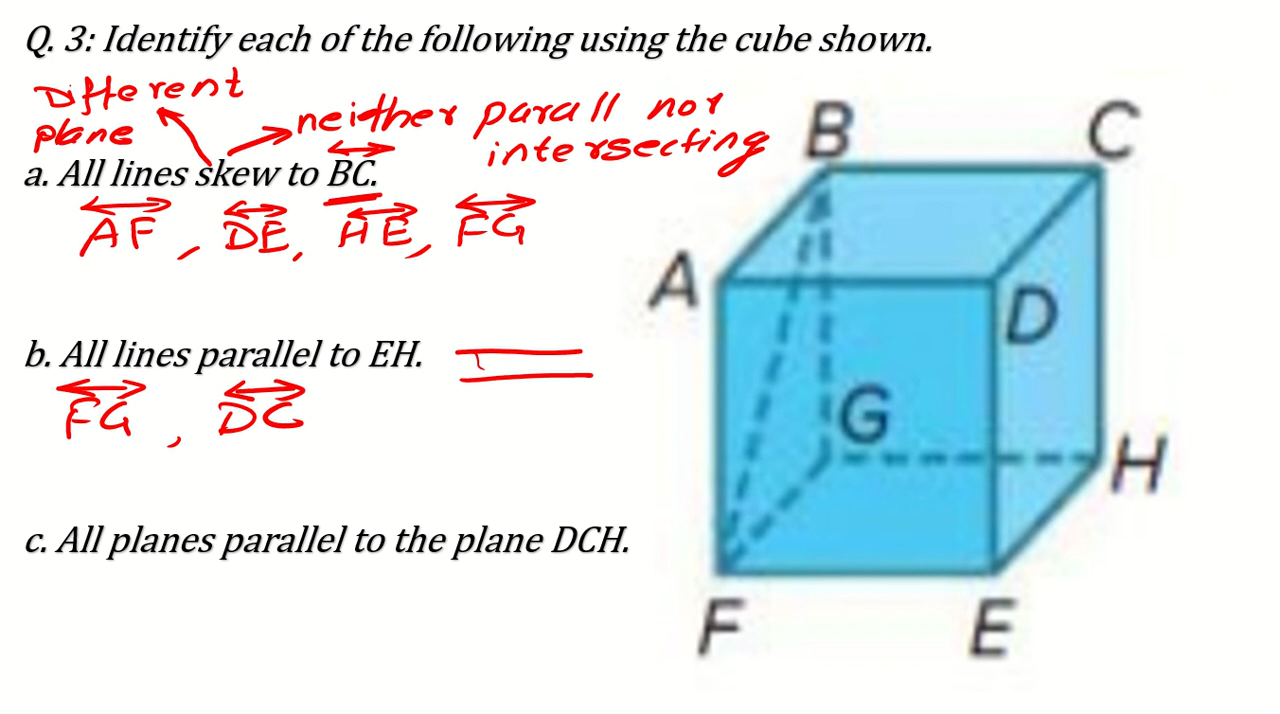 Q. 3: Identify each of the following using the cube shown.
Different
plane
neither parall nor
intersecting
a. All lines skew to BC.
AF, DE, HE, FG
b. All lines parallel to EH.
FG, DC
c. All planes parallel to the plane DCH.
B
C
A
D
G
H
F
E